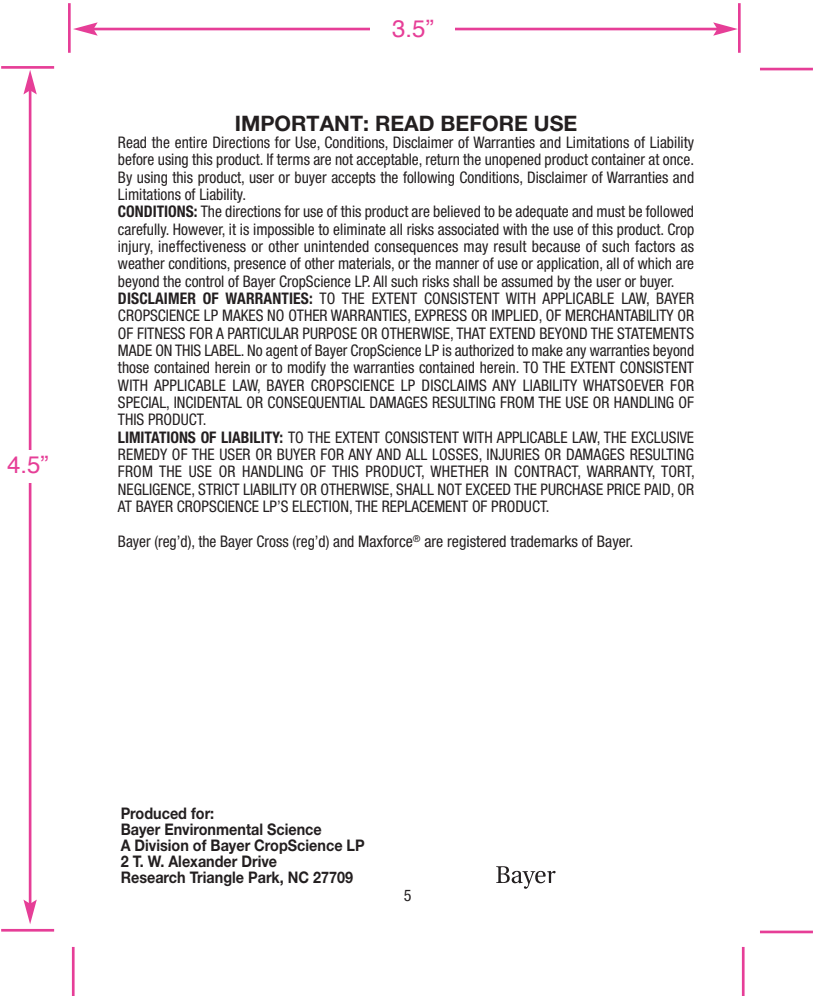 3.5”
IMPORTANT: READ BEFORE USE
Read the entire Directions for Use, Conditions, Disclaimer of Warranties and Limitations of Liability
before using this product. If terms are not acceptable, return the unopened product container at once.
By using this product, user or buyer accepts the following Conditions, Disclaimer of Warranties and
Limitations of Liability.
CONDITIONS: The directions for use of this product are believed to be adequate and must be followed
carefully. However, it is impossible to eliminate all risks associated with the use of this product. Crop
injury, ineffectiveness or other unintended consequences may result because of such factors as
weather conditions, presence of other materials, or the manner of use or application, all of which are
beyond the control of Bayer CropScience LP. All such risks shall be assumed by the user or buyer.
DISCLAIMER OF WARRANTIES: TO THE EXTENT CONSISTENT WITH APPLICABLE LAW, BAYER
CROPSCIENCE LP MAKES NO OTHER WARRANTIES, EXPRESS OR IMPLIED, OF MERCHANTABILITY OR
OF FITNESS FOR A PARTICULAR PURPOSE OR OTHERWISE, THAT EXTEND BEYOND THE STATEMENTS
MADE ON THIS LABEL. No agent of Bayer CropScience LP is authorized to make any warranties beyond
those contained herein or to modify the warranties contained herein. TO THE EXTENT CONSISTENT
WITH APPLICABLE LAW, BAYER CROPSCIENCE LP DISCLAIMS ANY LIABILITY WHATSOEVER FOR
SPECIAL, INCIDENTAL OR CONSEQUENTIAL DAMAGES RESULTING FROM THE USE OR HANDLING OF
THIS PRODUCT.
LIMITATIONS OF LIABILITY: TO THE EXTENT CONSISTENT WITH APPLICABLE LAW, THE EXCLUSIVE
REMEDY OF THE USER OR BUYER FOR ANY AND ALL LOSSES, INJURIES OR DAMAGES RESULTING
FROM THE USE OR HANDLING OF THIS PRODUCT, WHETHER IN CONTRACT, WARRANTY, TORT,
NEGLIGENCE, STRICT LIABILITY OR OTHERWISE, SHALL NOT EXCEED THE PURCHASE PRICE PAID, OR
AT BAYER CROPSCIENCE LP’S ELECTION, THE REPLACEMENT OF PRODUCT.
4.5”
Bayer (reg’d), the Bayer Cross (reg’d) and Maxforce® are registered trademarks of Bayer.
Produced for:
Bayer Environmental Science
A Division of Bayer CropScience LP
2 T. W. Alexander Drive
Research Triangle Park, NC 27709
Bayer
5